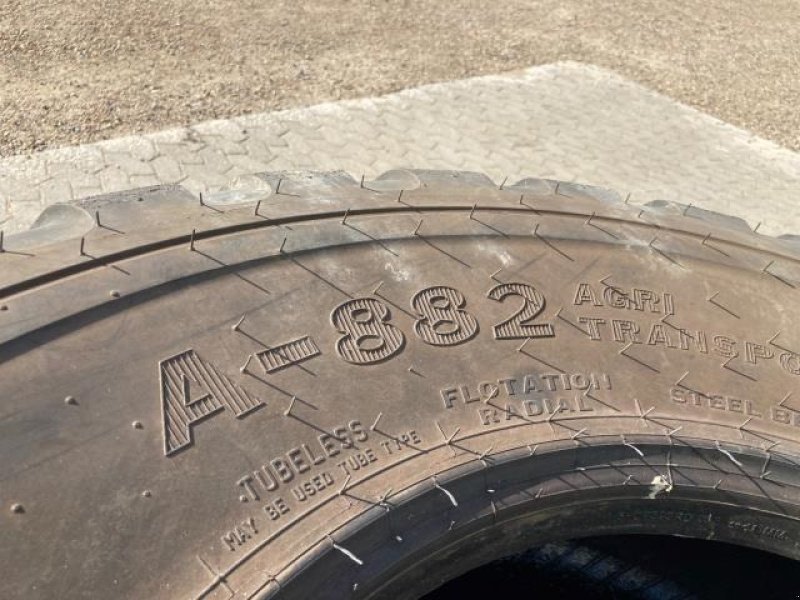 A-882
AGRI
TRANSPO
FLOTATION
RADIAL
STEEL BE
TUBELESS
MAY BE USED TUBE TYPE